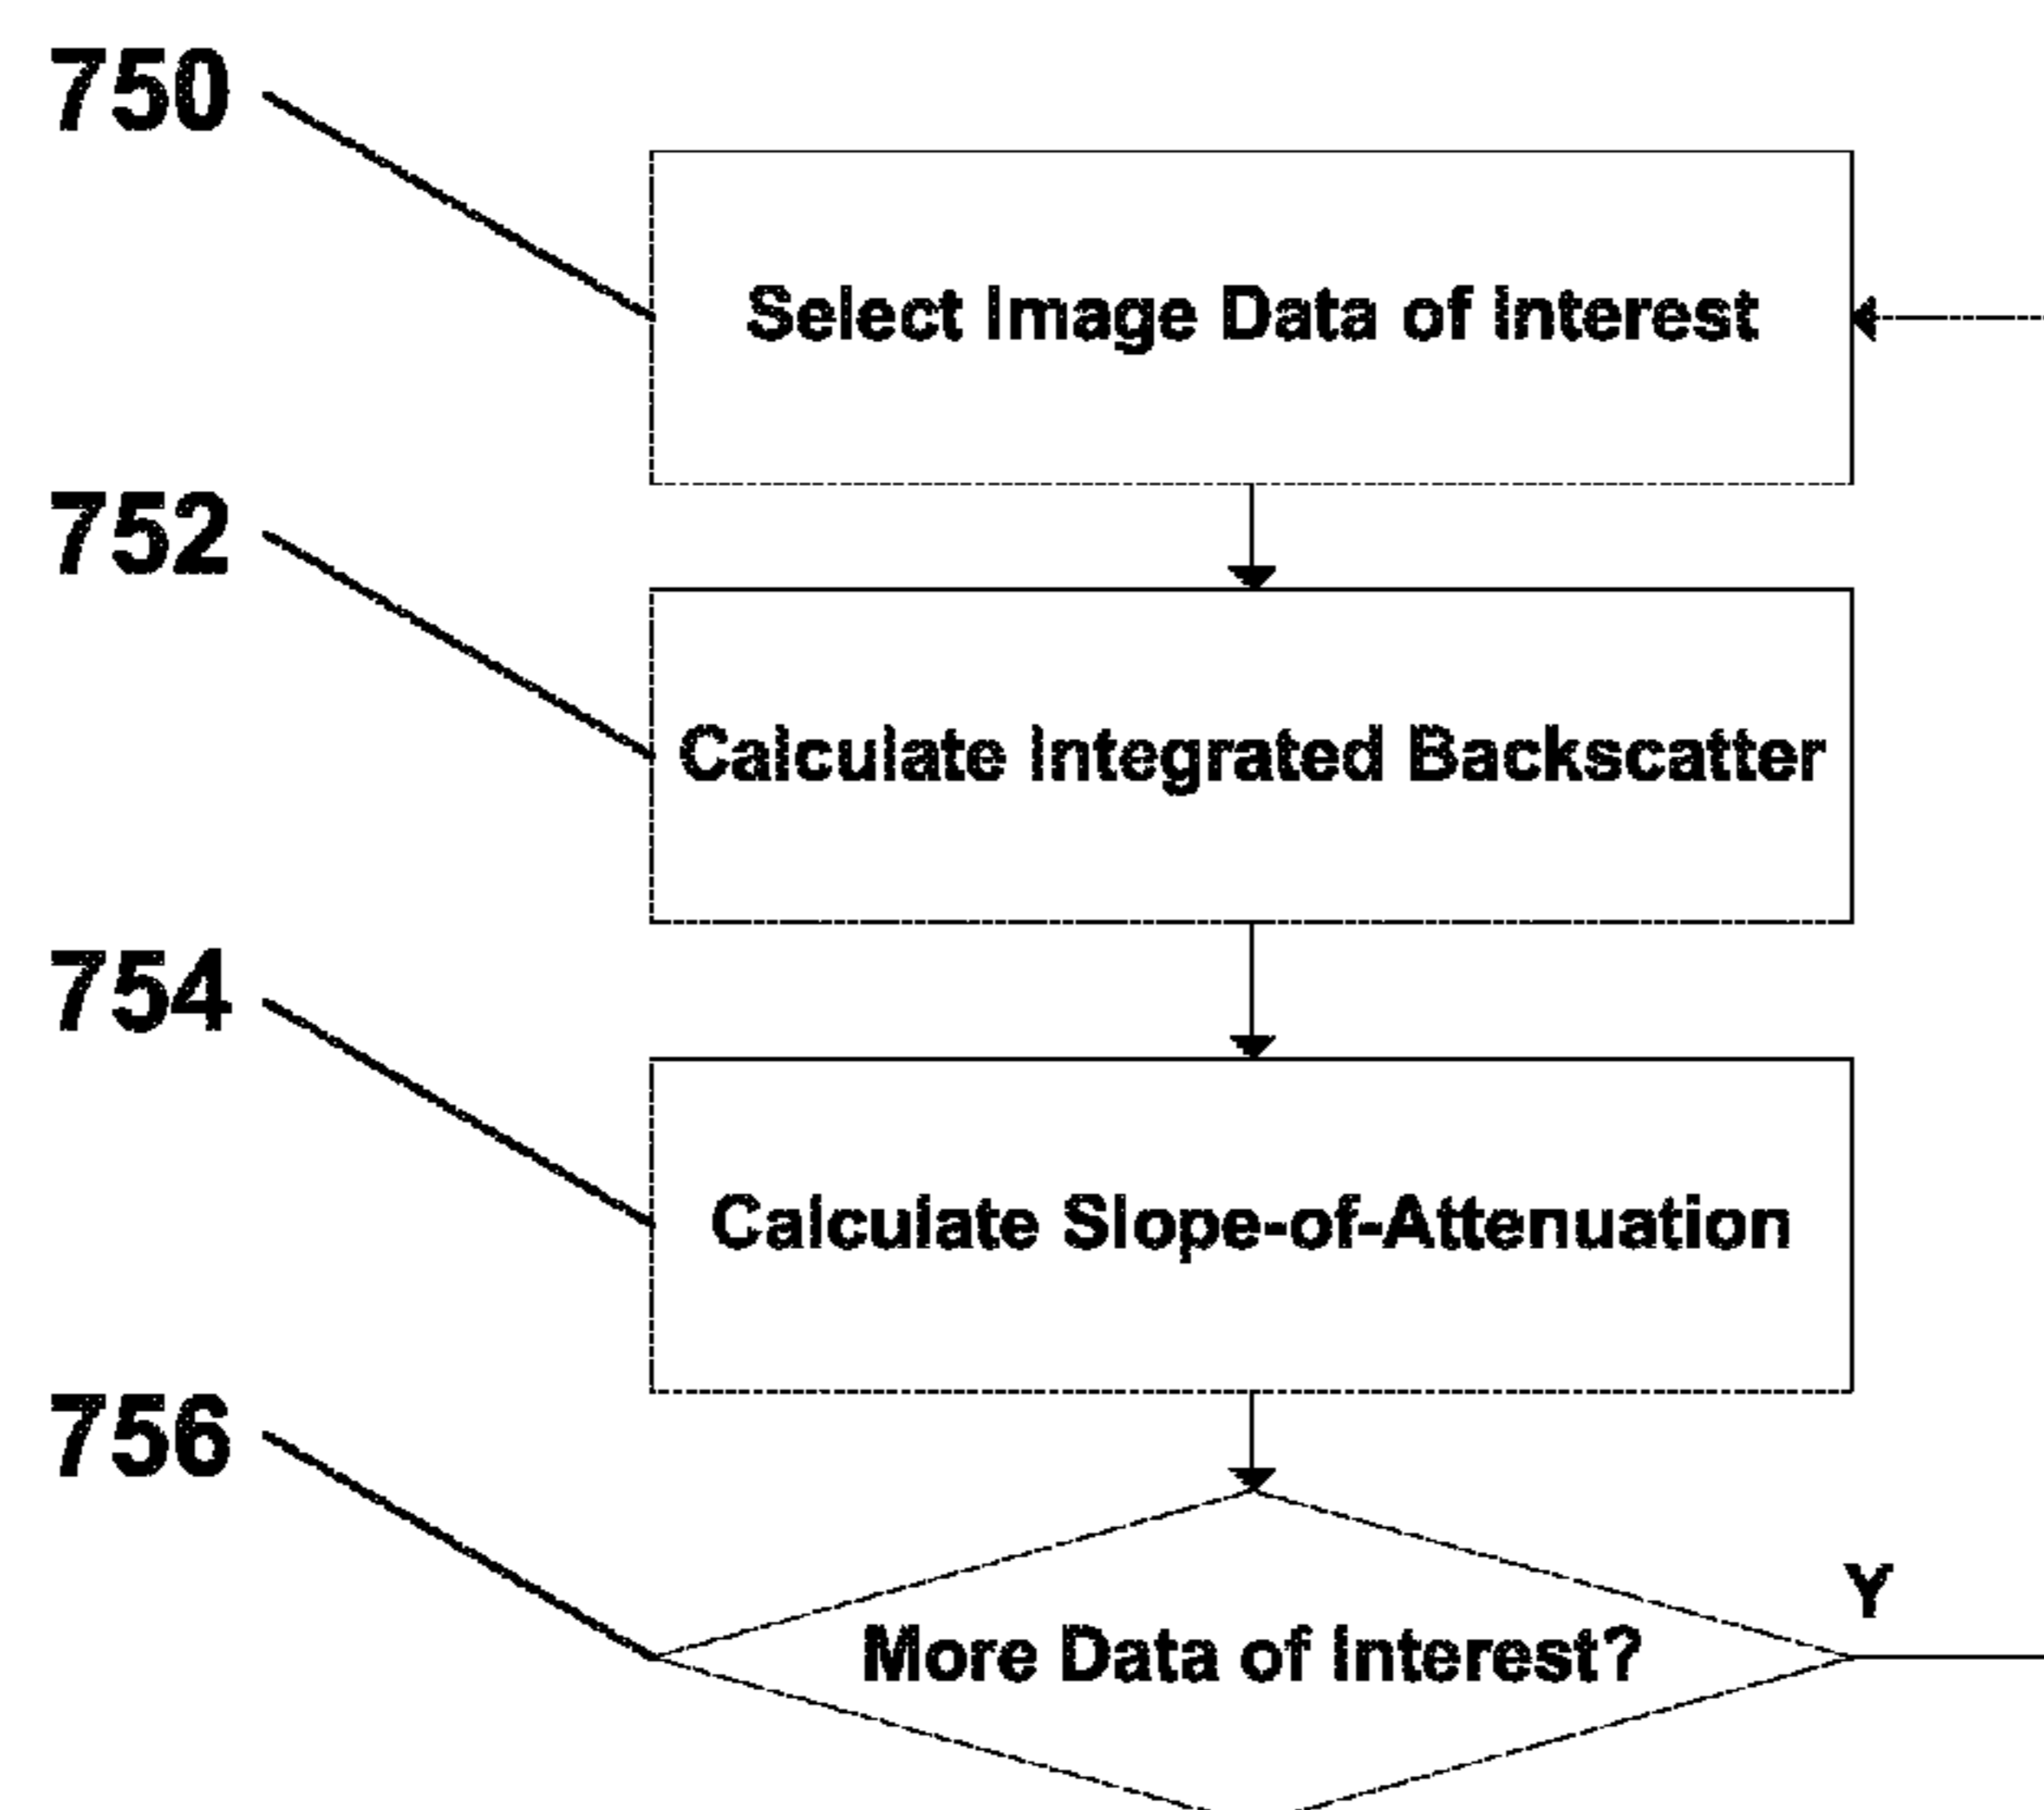 750
Select Image Data of Interest
752
Calculate Integrated Backscatter
754
Calculate Slope-of-Attenuation
756
Y
More Data of Interest?